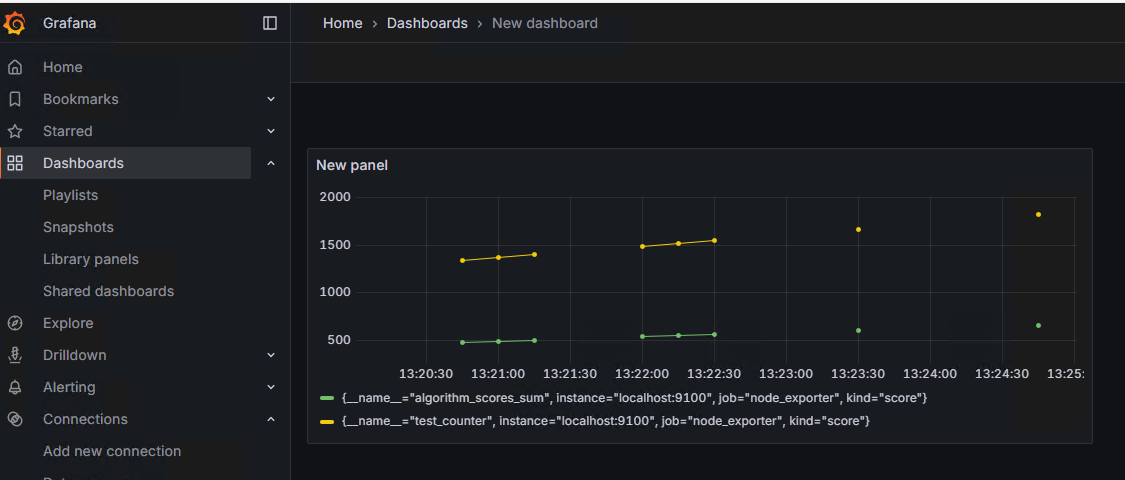 Grafana
Home › Dashboards › New dashboard
Home
Bookmarks
Starred
Dashboards
Playlists
Snapshots
Library panels
Shared dashboards
Explore
Drilldown
Alerting
Connections
Add new connection
New panel
2000
1500
1000
500
13:20:30 13:21:00 13:21:30 13:22:00 13:22:30 13:23:00 13:23:30 13:24:00 13:24:30 13:25:
{__name__="algorithm_scores_sum", instance="localhost:9100", job="node_exporter", kind="score"}
{__name__="test_counter", instance="localhost:9100", job="node_exporter", kind="score"}